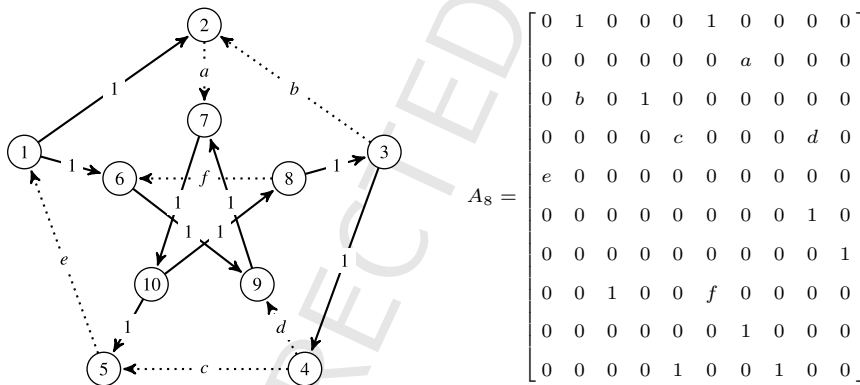 2
a
b
1
7
1
3
1
6
f
8
1
1
1
1
1
1
e
10
9
1
d
1
5
c
4
A8 =
0 1 0 0 0 1 0 0 0 0
0 0 0 0 0 0 a 0 0 0
0 b 0 1 0 0 0 0 0 0
0 0 0 0 c 0 0 0 d 0
e 0 0 0 0 0 0 0 0 0
0 0 0 0 0 0 0 0 1 0
0 0 0 0 0 0 0 0 0 1
0 0 1 0 0 f 0 0 0 0
0 0 0 0 0 0 1 0 0 0
0 0 0 0 1 0 0 1 0 0
RECTED